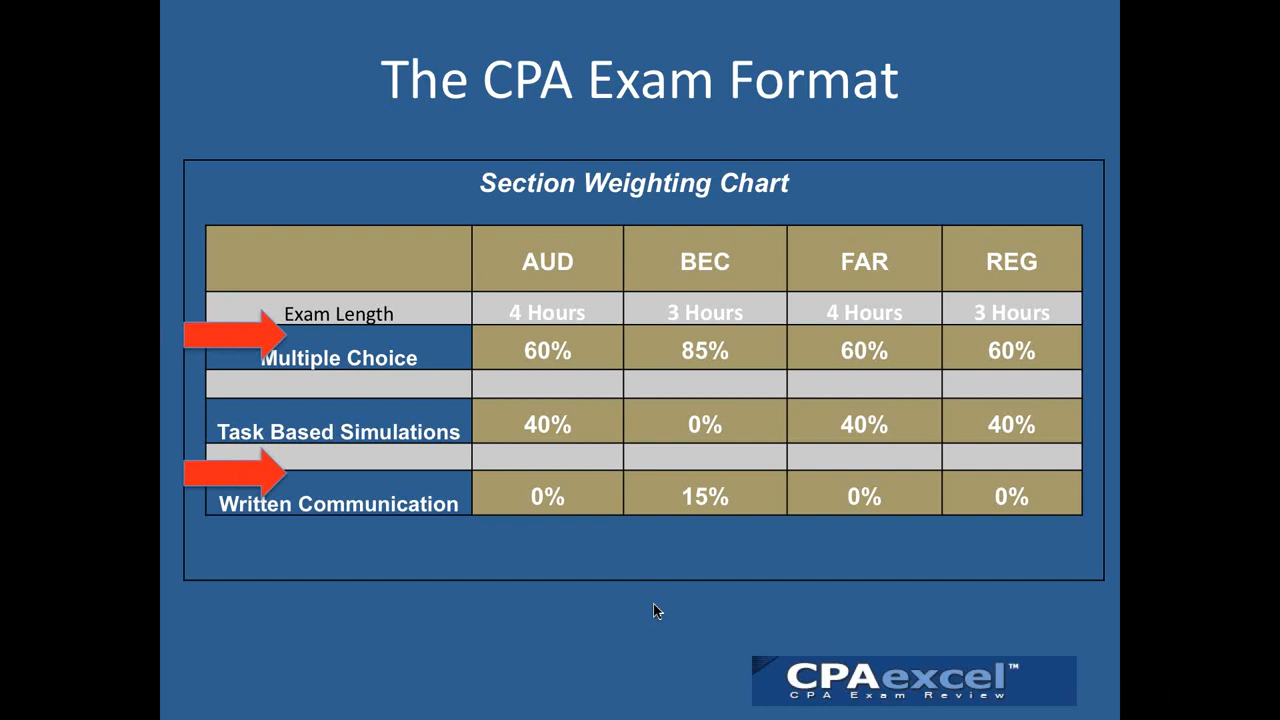 The CPA Exam Format
Section Weighting Chart
AUD BEC FAR REG
Exam Length 4 Hours 3 Hours 4 Hours 3 Hours
Multiple Choice 60% 85% 60% 60%
Task Based Simulations 40% 0% 40% 40%
Written Communication 0% 15% 0% 0%
CPAexcel™
CPA Exam Review